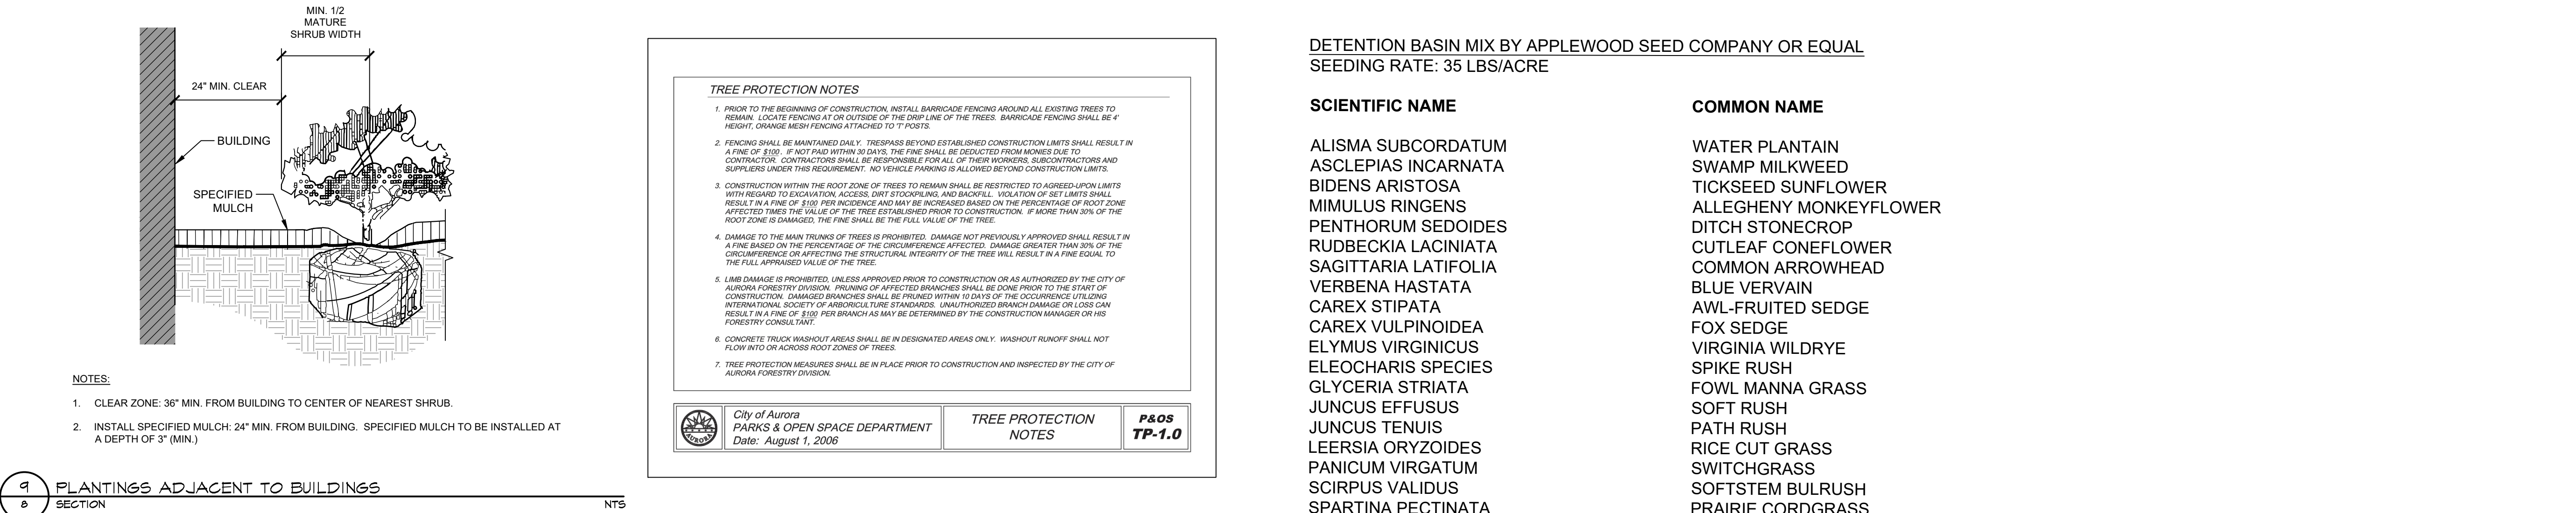 MIN. 1/2
MATURE
SHRUB WIDTH
24" MIN. CLEAR
BUILDING
SPECIFIED
MULCH
NOTES:
1. CLEAR ZONE: 36" MIN. FROM BUILDING TO CENTER OF NEAREST SHRUB.
2. INSTALL SPECIFIED MULCH: 24" MIN. FROM BUILDING. SPECIFIED MULCH TO BE INSTALLED AT
A DEPTH OF 3" (MIN.)
9
8
PLANTINGS ADJACENT TO BUILDINGS
SECTION
NTS
TREE PROTECTION NOTES
1. PRIOR TO THE BEGINNING OF CONSTRUCTION, INSTALL BARRICADE FENCING AROUND ALL EXISTING TREES TO
REMAIN. LOCATE FENCING AT OR OUTSIDE OF THE DRIP LINE OF THE TREES. BARRICADE FENCING SHALL BE 4'
HEIGHT, ORANGE MESH FENCING ATTACHED TO 'T' POSTS.
2. FENCING SHALL BE MAINTAINED DAILY. TRESPASS BEYOND ESTABLISHED CONSTRUCTION LIMITS SHALL RESULT IN
A FINE OF $100. IF NOT PAID WITHIN 30 DAYS, THE FINE SHALL BE DEDUCTED FROM MONIES DUE TO
CONTRACTOR. CONTRACTORS SHALL BE RESPONSIBLE FOR ALL OF THEIR WORKERS, SUBCONTRACTORS AND
SUPPLIERS UNDER THIS REQUIREMENT. NO VEHICLE PARKING IS ALLOWED BEYOND CONSTRUCTION LIMITS.
3. CONSTRUCTION WITHIN THE ROOT ZONE OF TREES TO REMAIN SHALL BE RESTRICTED TO AGREED-UPON LIMITS
WITH REGARD TO EXCAVATION, ACCESS, DIRT STOCKPILING, AND BACKFILL. VIOLATION OF SET LIMITS SHALL
RESULT IN A FINE OF $100 PER INCIDENCE AND MAY BE INCREASED BASED ON THE PERCENTAGE OF ROOT ZONE
AFFECTED TIMES THE VALUE OF THE TREE ESTABLISHED PRIOR TO CONSTRUCTION. IF MORE THAN 30% OF THE
ROOT ZONE IS DAMAGED, THE FINE SHALL BE THE FULL VALUE OF THE TREE.
4. DAMAGE TO THE MAIN TRUNKS OF TREES IS PROHIBITED. DAMAGE NOT PREVIOUSLY APPROVED SHALL RESULT IN
A FINE BASED ON THE PERCENTAGE OF THE CIRCUMFERENCE AFFECTED. DAMAGE GREATER THAN 30% OF THE
CIRCUMFERENCE OR AFFECTING THE STRUCTURAL INTEGRITY OF THE TREE WILL RESULT IN A FINE EQUAL TO
THE FULL APPRAISED VALUE OF THE TREE.
5. LIMB DAMAGE IS PROHIBITED, UNLESS APPROVED PRIOR TO CONSTRUCTION OR AS AUTHORIZED BY THE CITY OF
AURORA FORESTRY DIVISION. PRUNING OF AFFECTED BRANCHES SHALL BE DONE PRIOR TO THE START OF
CONSTRUCTION. DAMAGED BRANCHES SHALL BE PRUNED WITHIN 10 DAYS OF THE OCCURRENCE UTILIZING
INTERNATIONAL SOCIETY OF ARBORICULTURE STANDARDS. UNAUTHORIZED BRANCH DAMAGE OR LOSS CAN
RESULT IN A FINE OF $100 PER BRANCH AS MAY BE DETERMINED BY THE CONSTRUCTION MANAGER OR HIS
FORESTRY CONSULTANT.
6. CONCRETE TRUCK WASHOUT AREAS SHALL BE IN DESIGNATED AREAS ONLY. WASHOUT RUNOFF SHALL NOT
FLOW INTO OR ACROSS ROOT ZONES OF TREES.
7. TREE PROTECTION MEASURES SHALL BE IN PLACE PRIOR TO CONSTRUCTION AND INSPECTED BY THE CITY OF
AURORA FORESTRY DIVISION.
AURORA
City of Aurora
PARKS & OPEN SPACE DEPARTMENT
Date: August 1, 2006
TREE PROTECTION
NOTES
P&OS
TP-1.0
DETENTION BASIN MIX BY APPLEWOOD SEED COMPANY OR EQUAL
SEEDING RATE: 35 LBS/ACRE
SCIENTIFIC NAME COMMON NAME
ALISMA SUBCORDATUM WATER PLANTAIN
ASCLEPIAS INCARNATA SWAMP MILKWEED
BIDENS ARISTOSA TICKSEED SUNFLOWER
MIMULUS RINGENS ALLEGHENY MONKEYFLOWER
PENTHORUM SEDOIDES DITCH STONECROP
RUDBECKIA LACINIATA CUTLEAF CONEFLOWER
SAGITTARIA LATIFOLIA COMMON ARROWHEAD
VERBENA HASTATA BLUE VERVAIN
CAREX STIPATA AWL-FRUITED SEDGE
CAREX VULPINOIDEA FOX SEDGE
ELYMUS VIRGINICUS VIRGINIA WILDRYE
ELEOCHARIS SPECIES SPIKE RUSH
GLYCERIA STRIATA FOWL MANNA GRASS
JUNCUS EFFUSUS SOFT RUSH
JUNCUS TENUIS PATH RUSH
LEERSIA ORYZOIDES RICE CUT GRASS
PANICUM VIRGATUM SWITCHGRASS
SCIRPUS VALIDUS SOFTSTEM BULRUSH
SPARTINA PECTINATA PRAIRIE CORDGRASS